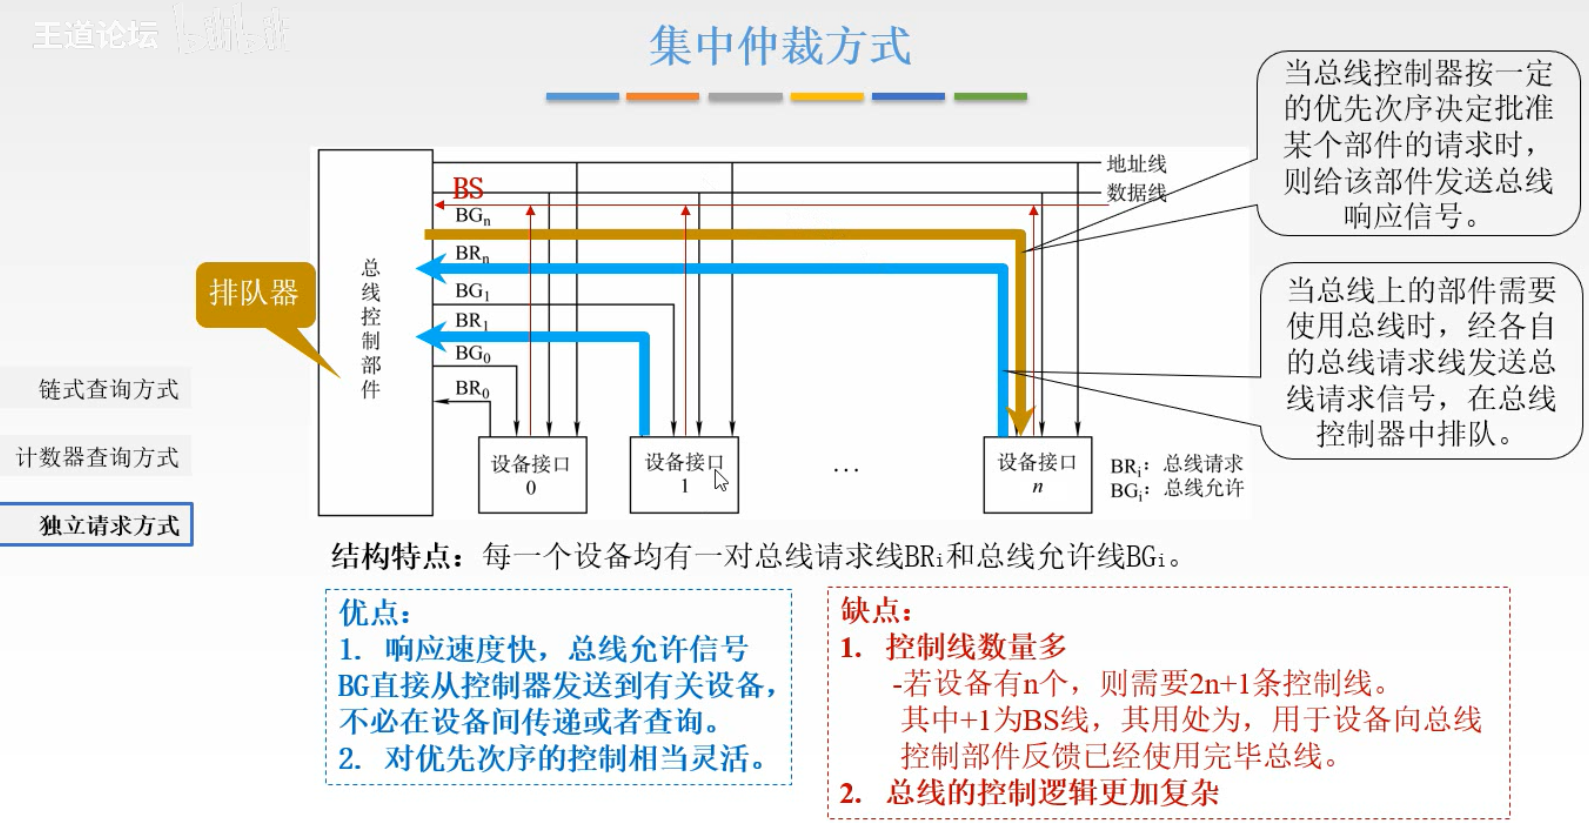 王道论坛
bilibili
集中仲裁方式
当总线控制器按一定
的优先次序决定批准
某个部件的请求时，
则给该部件发送总线
响应信号。
地址线
数据线
BS
BGn
BRn
BG1
BR1
BG0
BR0
总
线
控
制
部
件
排队器
当总线上的部件需要
使用总线时，经各自
的总线请求线发送总
线请求信号，在总线
控制器中排队。
链式查询方式
计数器查询方式
独立请求方式
设备接口
0
设备接口
1
...
设备接口
n
BRi：总线请求
BGi：总线允许
结构特点：每一个设备均有一对总线请求线BRi和总线允许线BGi。
优点：
1. 响应速度快，总线允许信号
BG直接从控制器发送到有关设备，
不必在设备间传递或者查询。
2. 对优先次序的控制相当灵活。
缺点：
1. 控制线数量多
-若设备有n个，则需要2n+1条控制线。
其中+1为BS线，其用处为，用于设备向总线
控制部件反馈已经使用完毕总线。
2. 总线的控制逻辑更加复杂